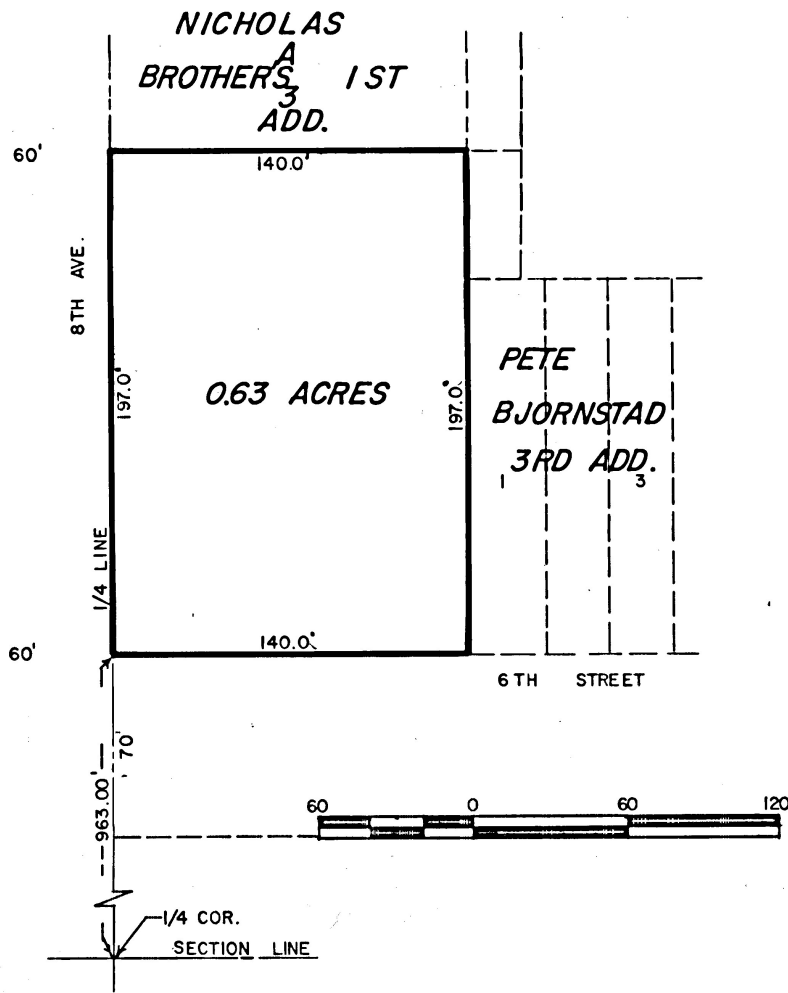 NICHOLAS
A
BROTHERS 1ST
3
ADD.
60'
140.0'
8TH AVE.
197.0'
0.63 ACRES
197.0'
PETE
BJORNSTAD
3RD ADD.
1
3
1/4 LINE
60'
140.0'
6TH STREET
70'
963.00'
60 0 60 120
1/4 COR.
SECTION LINE